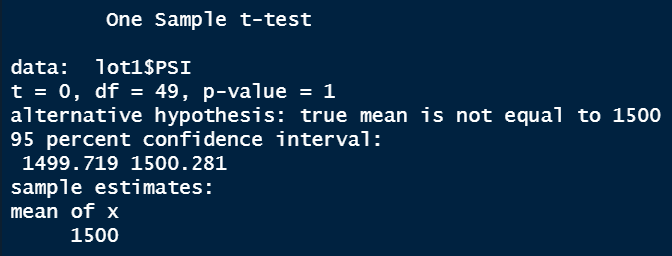 One Sample t-test
data: lot1$PSI
t = 0, df = 49, p-value = 1
alternative hypothesis: true mean is not equal to 1500
95 percent confidence interval:
1499.719 1500.281
sample estimates:
mean of x
1500